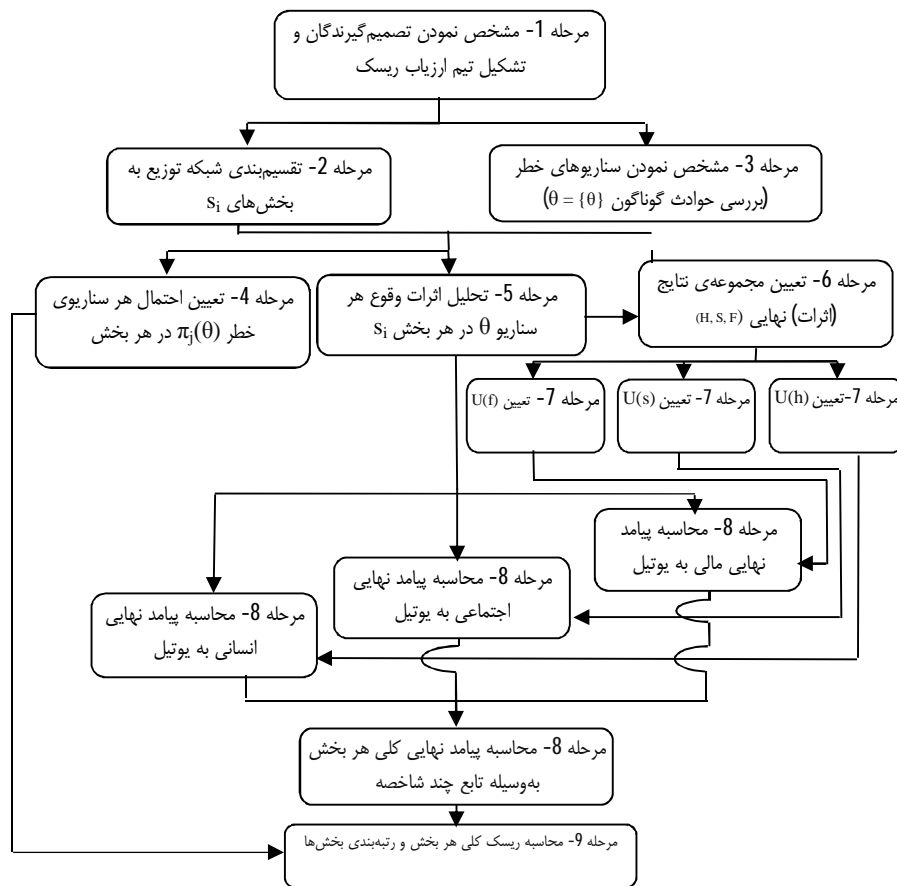 مرحله 1- مشخص نمودن تصمیم‌گیرندگان و
تشکیل تیم ارزیاب ریسک
مرحله 3- مشخص نمودن سناریوهای خطر
(بررسی حوادث گوناگون θ = {θ})
مرحله 2- تقسیم‌بندی شبکه توزیع به
بخش‌های si
مرحله 6- تعیین مجموعه‌ی نتایج
(اثرات) نهایی (H, S, F)
مرحله 5- تحلیل اثرات وقوع هر
سناریو θ در هر بخش si
مرحله 4- تعیین احتمال هر سناریوی
خطر πj(θ) در هر بخش
مرحله 7-تعیین U(h)
مرحله 7- تعیین U(s)
مرحله 7- تعیین U(f)
مرحله 8- محاسبه پیامد
نهایی مالی به یوتیل
مرحله 8- محاسبه پیامد نهایی
اجتماعی به یوتیل
مرحله 8- محاسبه پیامد نهایی
انسانی به یوتیل
مرحله 8- محاسبه پیامد نهایی کلی هر بخش
به‌وسیله تابع چند شاخصه
مرحله 9- محاسبه ریسک کلی هر بخش و رتبه‌بندی بخش‌ها